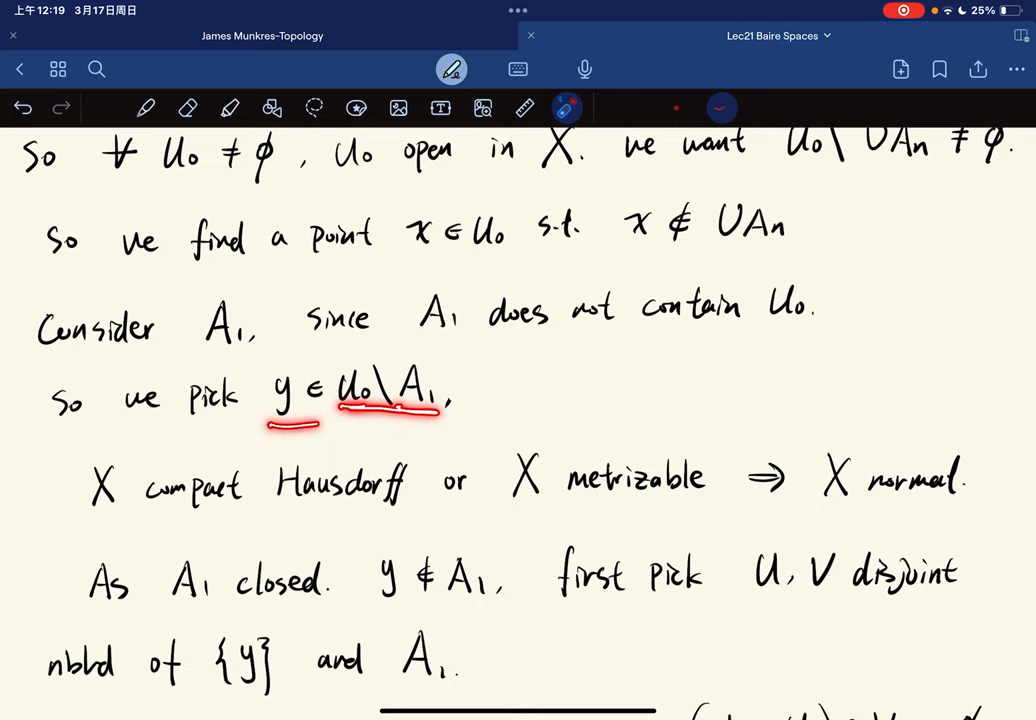 上午12:19 3月17日周日
25%
James Munkres-Topology
Lec21 Baire Spaces
So ∀ U₀ ≠ ϕ, U₀ open in X. we want U₀\ ∪An ≠ ϕ.
So we find a point x ∈ U₀ s.t. x ∉ ∪An
Consider A₁, since A₁ does not contain U₀.
So we pick y ∈ U₀\A₁,
X compact Hausdorff or X metrizable ⇒ X normal.
As A₁ closed. y ∉ A₁, first pick U, V disjoint
nbhd of {y} and A₁.